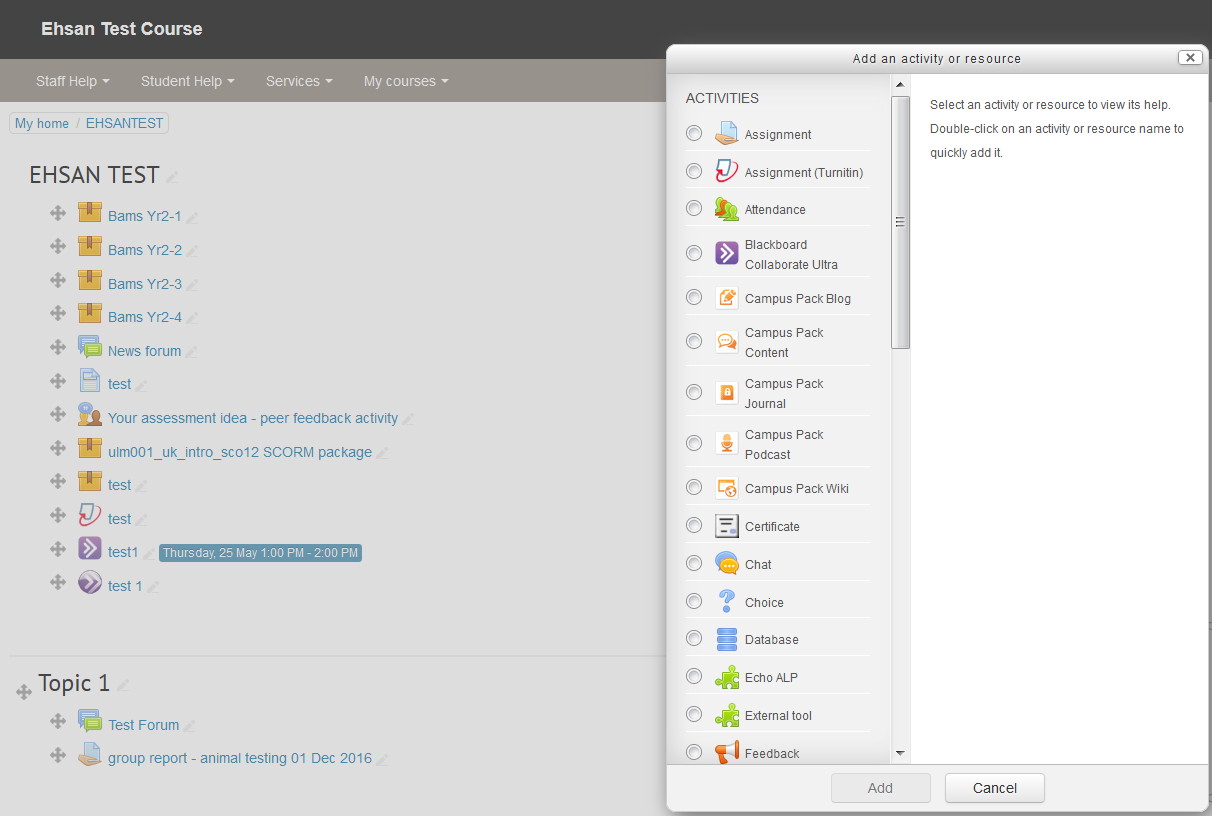 Ehsan Test Course
Staff Help
Student Help
Services
My courses
My home / EHSANTEST
EHSAN TEST
Bams Yr2-1
Bams Yr2-2
Bams Yr2-3
Bams Yr2-4
News forum
test
Your assessment idea - peer feedback activity
ulm001_uk_intro_sco12 SCORM package
test
test
test1 Thursday, 25 May 1:00 PM - 2:00 PM
test 1
Topic 1
Test Forum
group report - animal testing 01 Dec 2016
Add an activity or resource
ACTIVITIES
Assignment
Assignment (Turnitin)
Attendance
Blackboard
Collaborate Ultra
Campus Pack Blog
Campus Pack
Content
Campus Pack
Journal
Campus Pack
Podcast
Campus Pack Wiki
Certificate
Chat
Choice
Database
Echo ALP
External tool
Feedback
Select an activity or resource to view its help.
Double-click on an activity or resource name to
quickly add it.
Add
Cancel